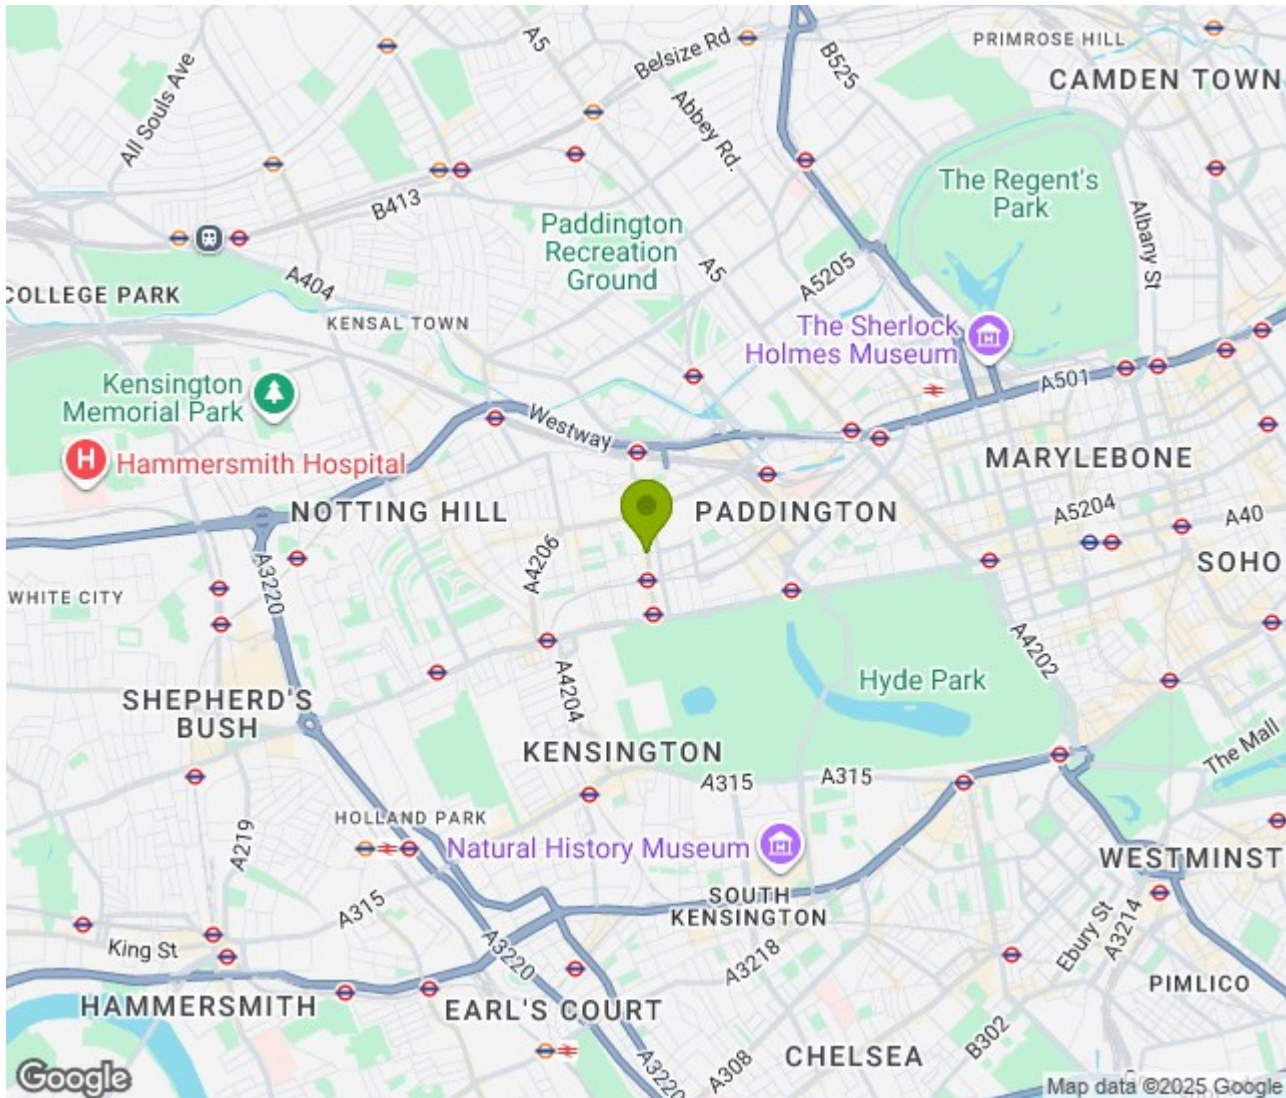 PRIMROSE HILL
CAMDEN TOWN
A5
Belsize Rd
B525
All Souls Ave
Abbey Rd.
The Regent's
Park
Albany St
B413
Paddington
Recreation
Ground
A5
A5205
COLLEGE PARK
A404
KENSAL TOWN
The Sherlock
Holmes Museum
A501
Kensington
Memorial Park
Westway
H
Hammersmith Hospital
MARYLEBONE
NOTTING HILL
PADDINGTON
A5204
A40
A4206
SOHO
A3220
WHITE CITY
A4202
A4204
Hyde Park
SHEPHERD'S
BUSH
KENSINGTON
The Mall
A315
A315
HOLLAND PARK
A219
Natural History Museum
WESTMINST
SOUTH
KENSINGTON
A315
Ebury St
A3214
King St
A3220
A3218
PIMLICO
HAMMERSMITH
EARL'S COURT
B302
CHELSEA
A308
A3220
Google
Map data ©2025 Google